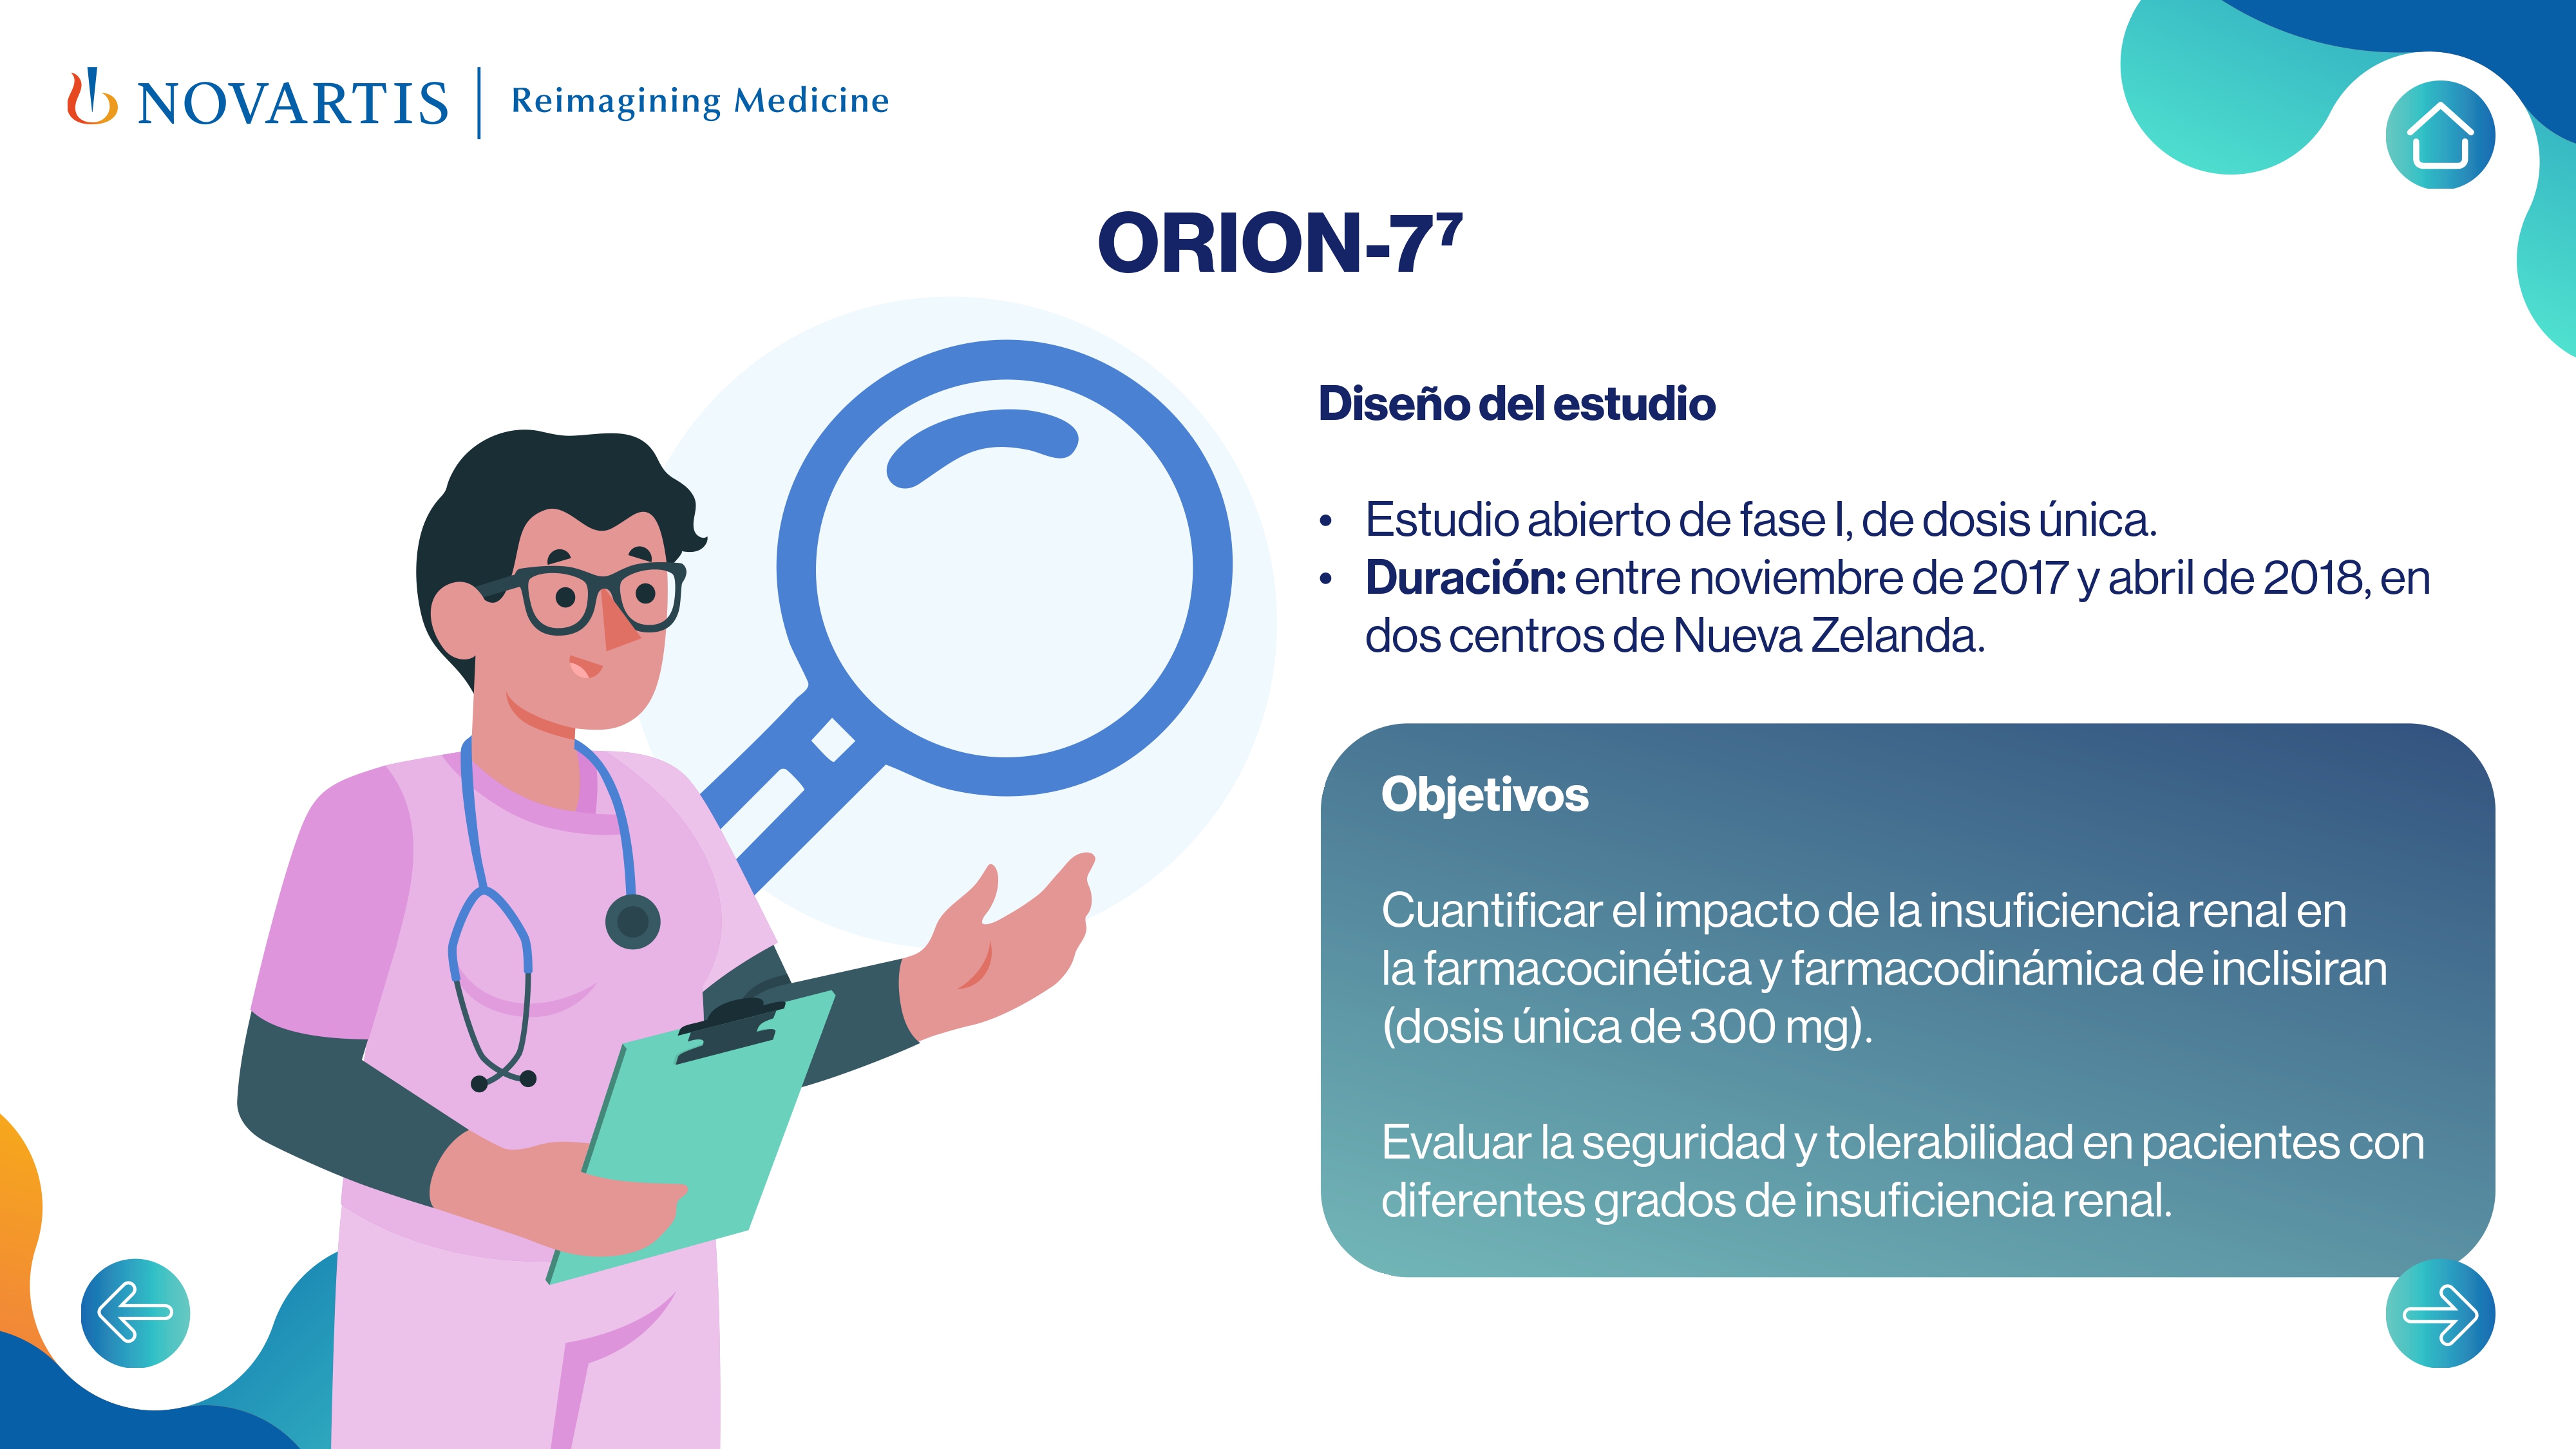 NOVARTIS | Reimagining Medicine
ORION-7⁷
Diseño del estudio
• Estudio abierto de fase I, de dosis única.
• Duración: entre noviembre de 2017 y abril de 2018, en
dos centros de Nueva Zelanda.
Objetivos
Cuantificar el impacto de la insuficiencia renal en
la farmacocinética y farmacodinámica de inclisiran
(dosis única de 300 mg).
Evaluar la seguridad y tolerabilidad en pacientes con
diferentes grados de insuficiencia renal.